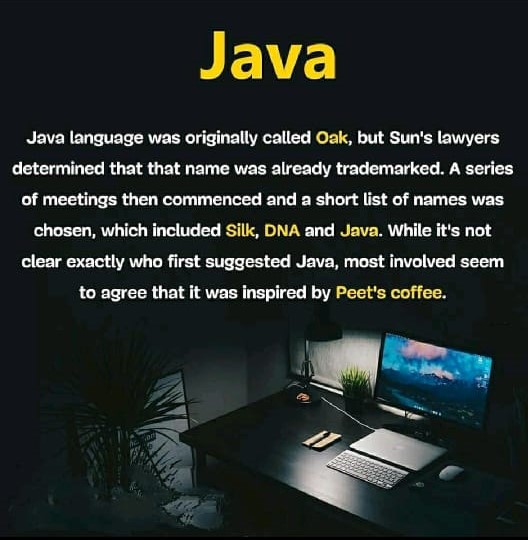 Java
Java language was originally called Oak, but Sun's lawyers
determined that that name was already trademarked. A series
of meetings then commenced and a short list of names was
chosen, which included Silk, DNA and Java. While it's not
clear exactly who first suggested Java, most involved seem
to agree that it was inspired by Peet's coffee.